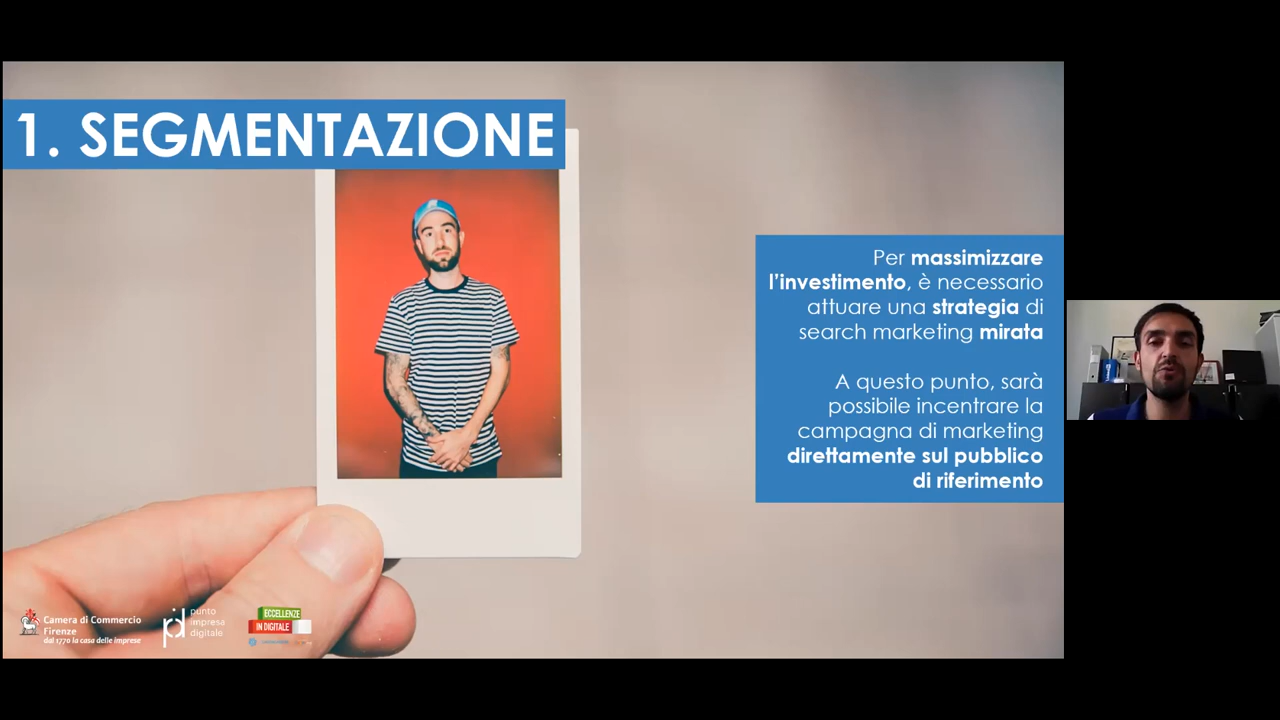 1. SEGMENTAZIONE
Per massimizzare
l'investimento, è necessario
attuare una strategia di
search marketing mirata
A questo punto, sarà
possibile incentrare la
campagna di marketing
direttamente sul pubblico
di riferimento
Camera di Commercio
Firenze
dal 1770 la casa delle imprese
pid
punto
impresa
digitale
ECCELLENZE
IN DIGITALE